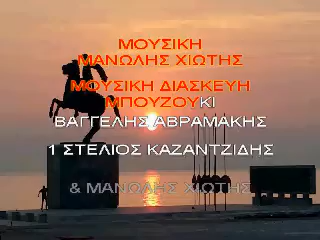 ΜΟΥΣΙΚΗ
ΜΑΝΩΛΗΣ ΧΙΩΤΗΣ
ΜΟΥΣΙΚΗ ΔΙΑΣΚΕΥΗ
ΜΠΟΥΖΟΥΚΙ
ΒΑΓΓΕΛΗΣ ΑΒΡΑΜΑΚΗΣ
1 ΣΤΕΛΙΟΣ ΚΑΖΑΝΤΖΙΔΗΣ
& ΜΑΝΩΛΗΣ ΧΙΩΤΗΣ